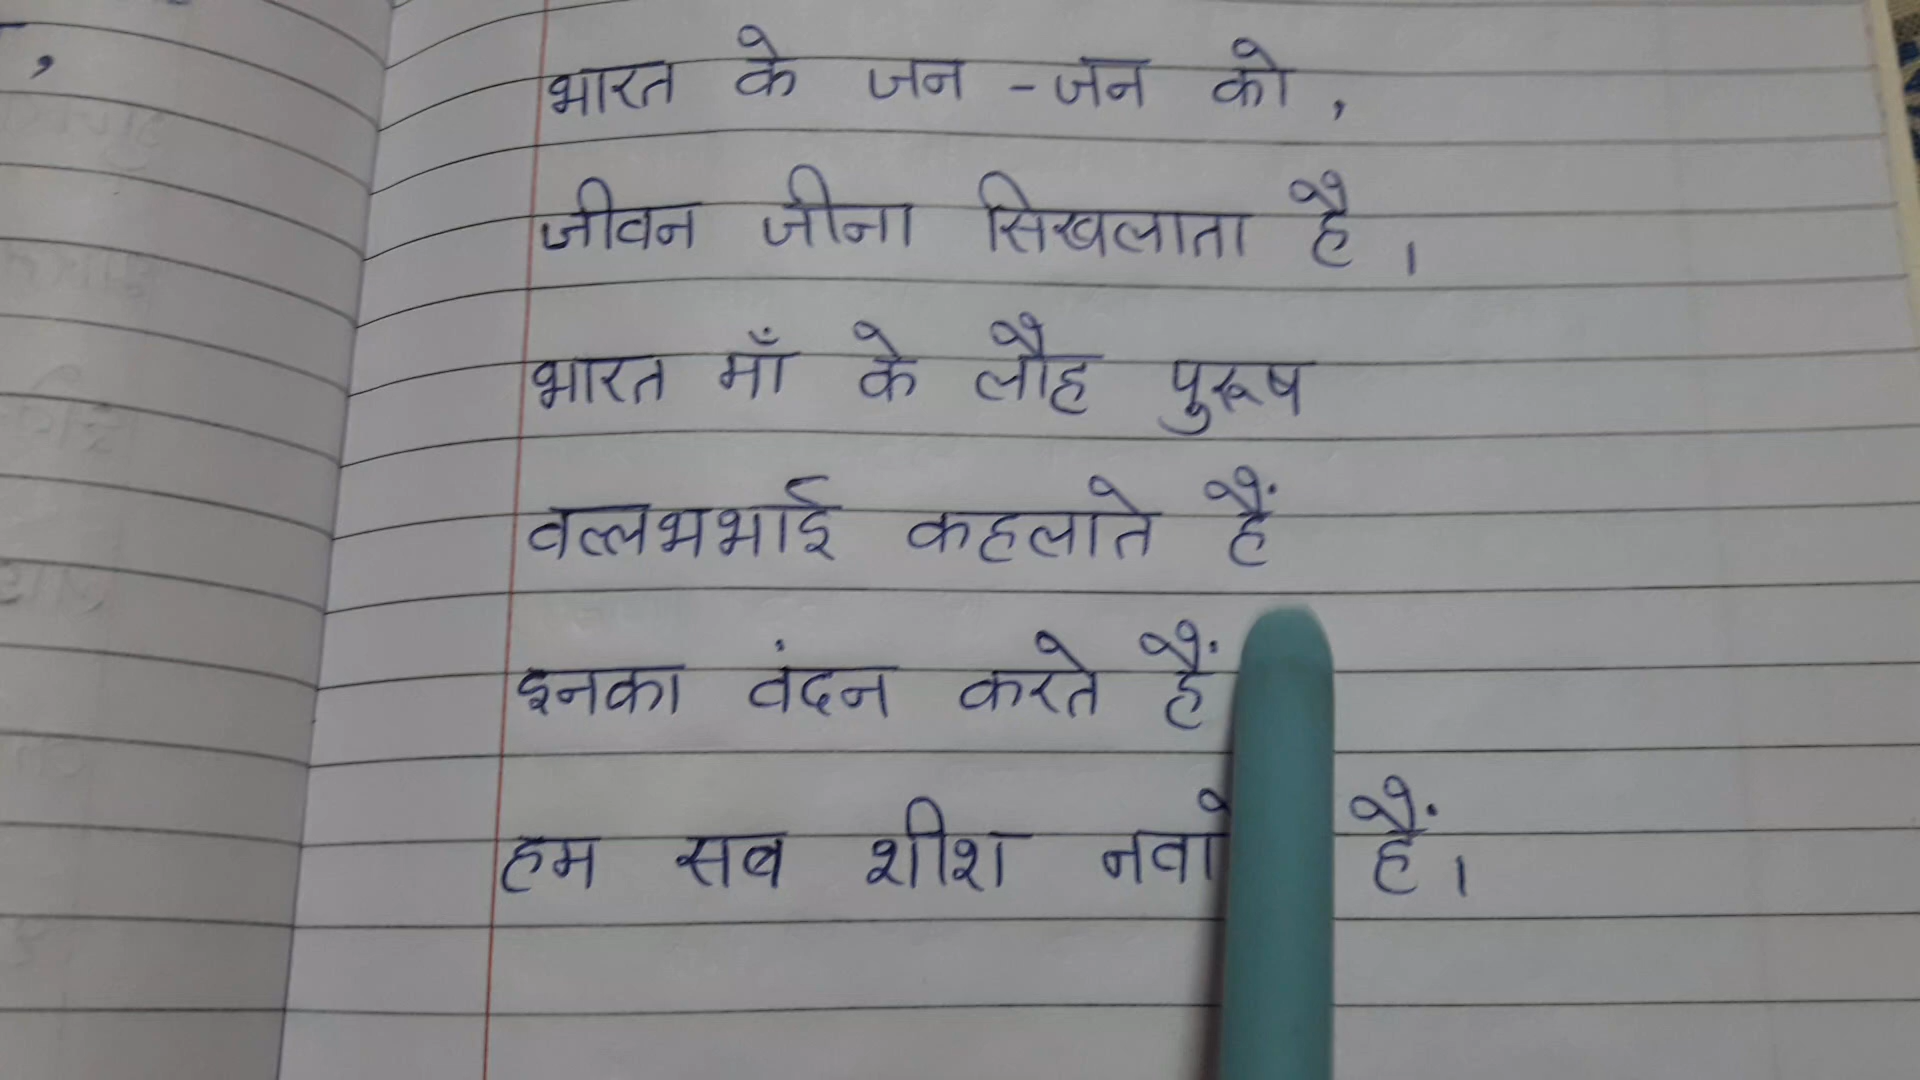 भारत के जन - जन को ,
जीवन जीना सिखलाता है ।
भारत माँ के लौह पुरूष
वल्लभभाई कहलाते हैं
इनका वंदन करते हैं
हम सब शीश हैं ।